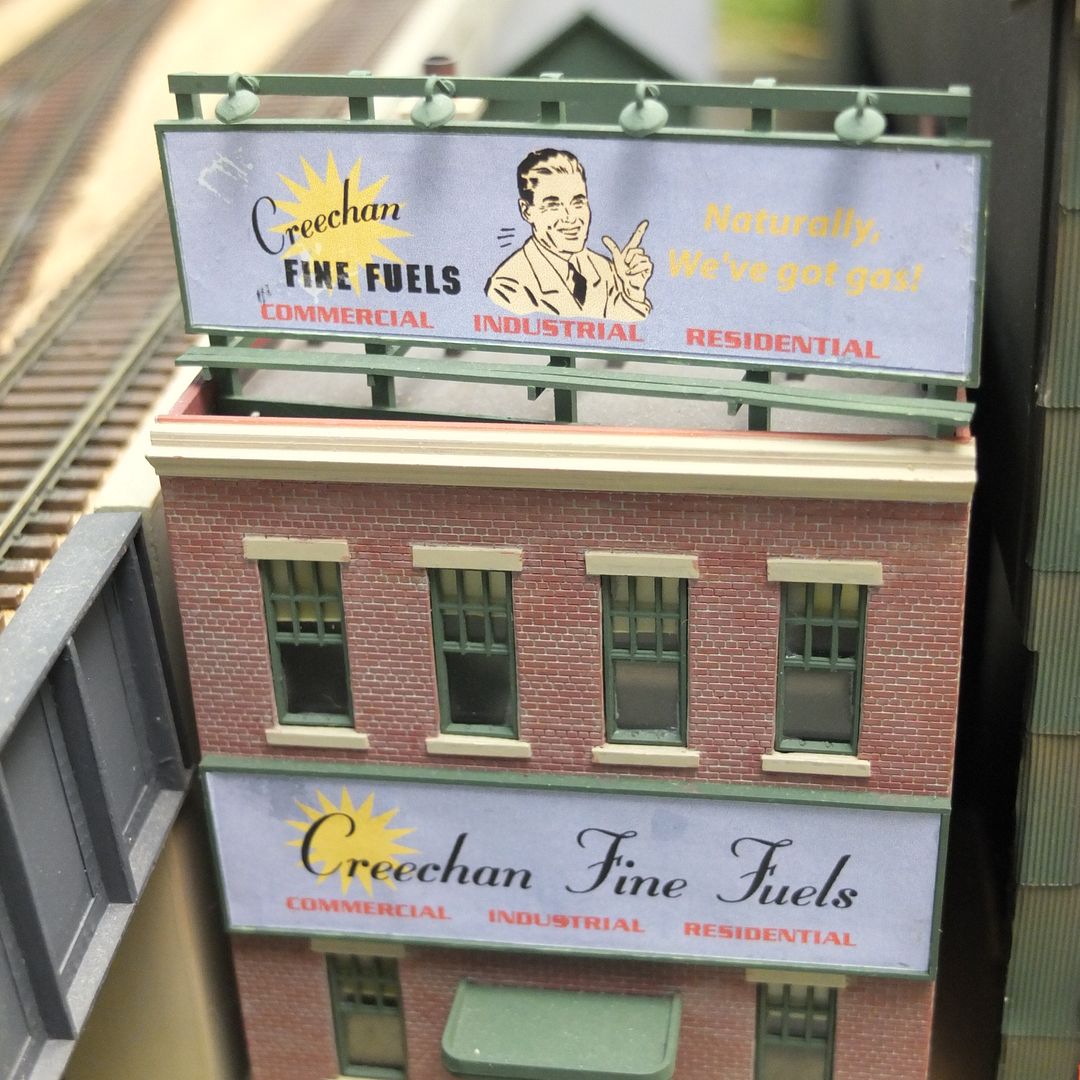 Creechan
FINE FUELS
Naturally,
We've got gas!
COMMERCIAL INDUSTRIAL RESIDENTIAL
Creechan Fine Fuels
COMMERCIAL INDUSTRIAL RESIDENTIAL